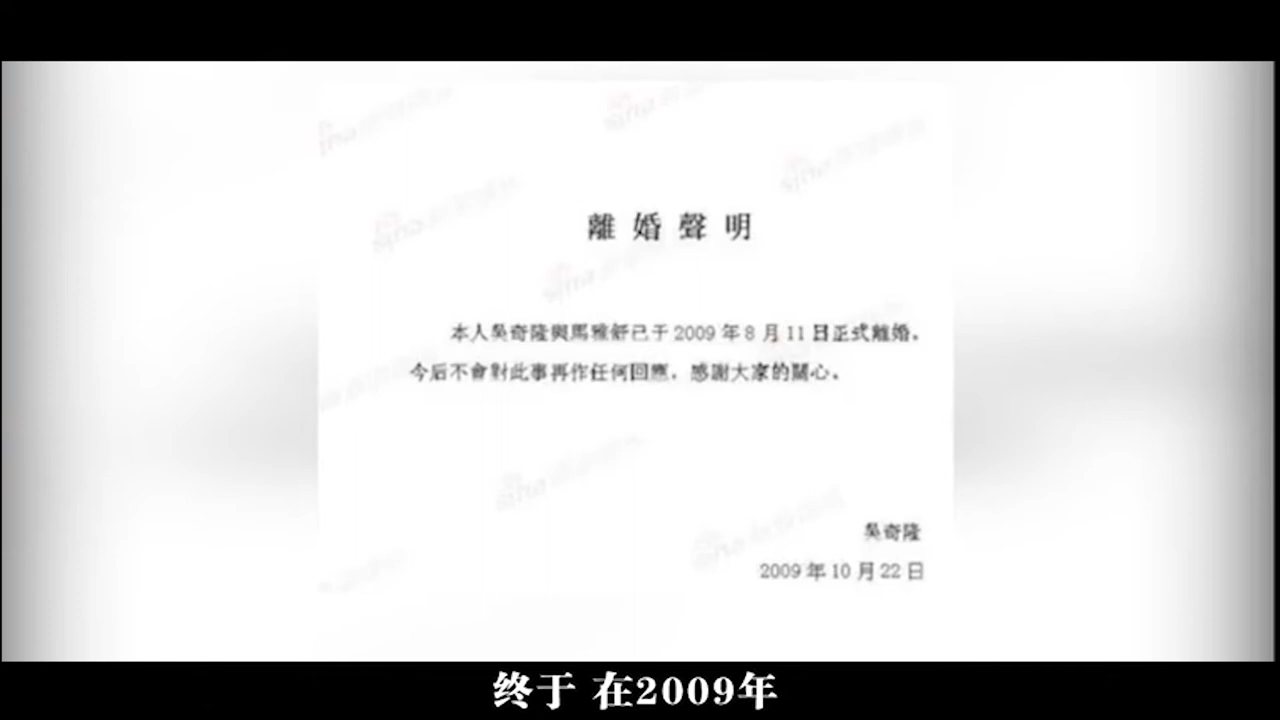 離婚聲明
本人吳奇隆與馬雅舒已于2009年8月11日正式離婚。
今后不會對此事再作任何回應。感謝大家的關心。
吳奇隆
2009年10月22日
终于 在2009年